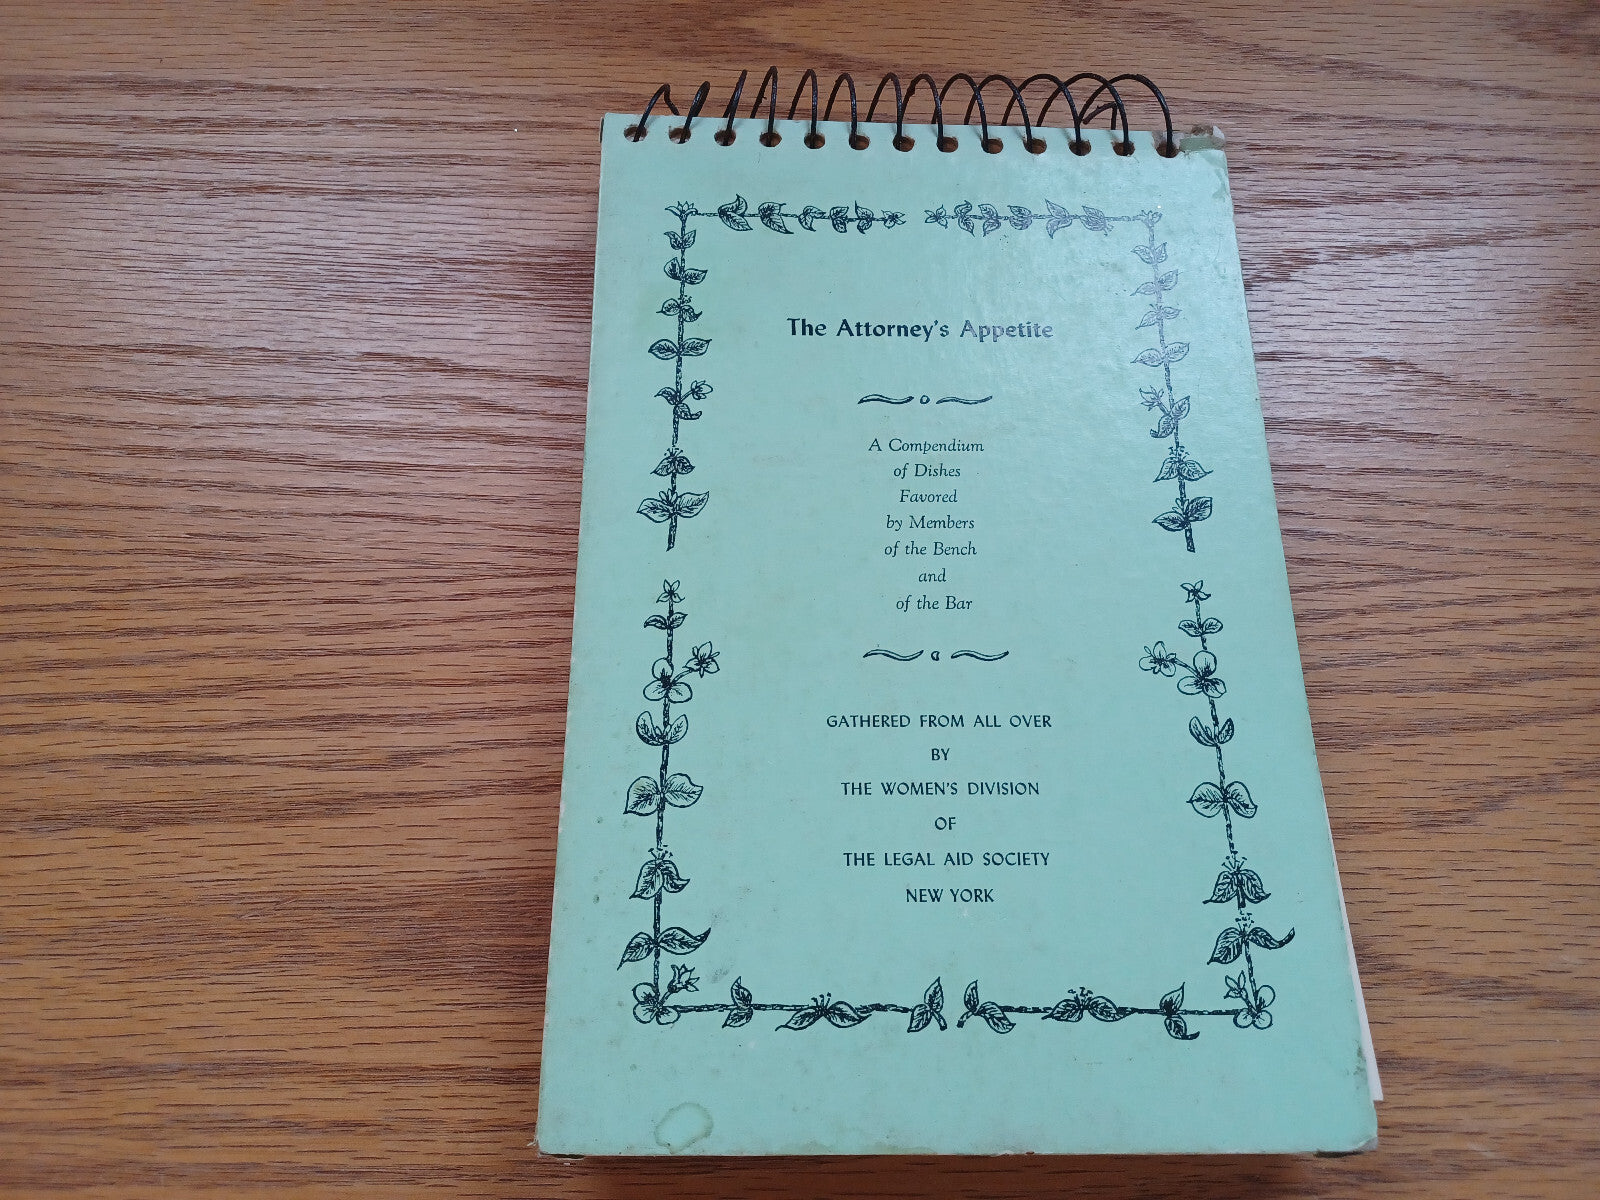 The Attorney's Appetite
A Compendium
of Dishes
Favored
by Members
of the Bench
and
of the Bar
GATHERED FROM ALL OVER
BY
THE WOMEN'S DIVISION
OF
THE LEGAL AID SOCIETY
NEW YORK